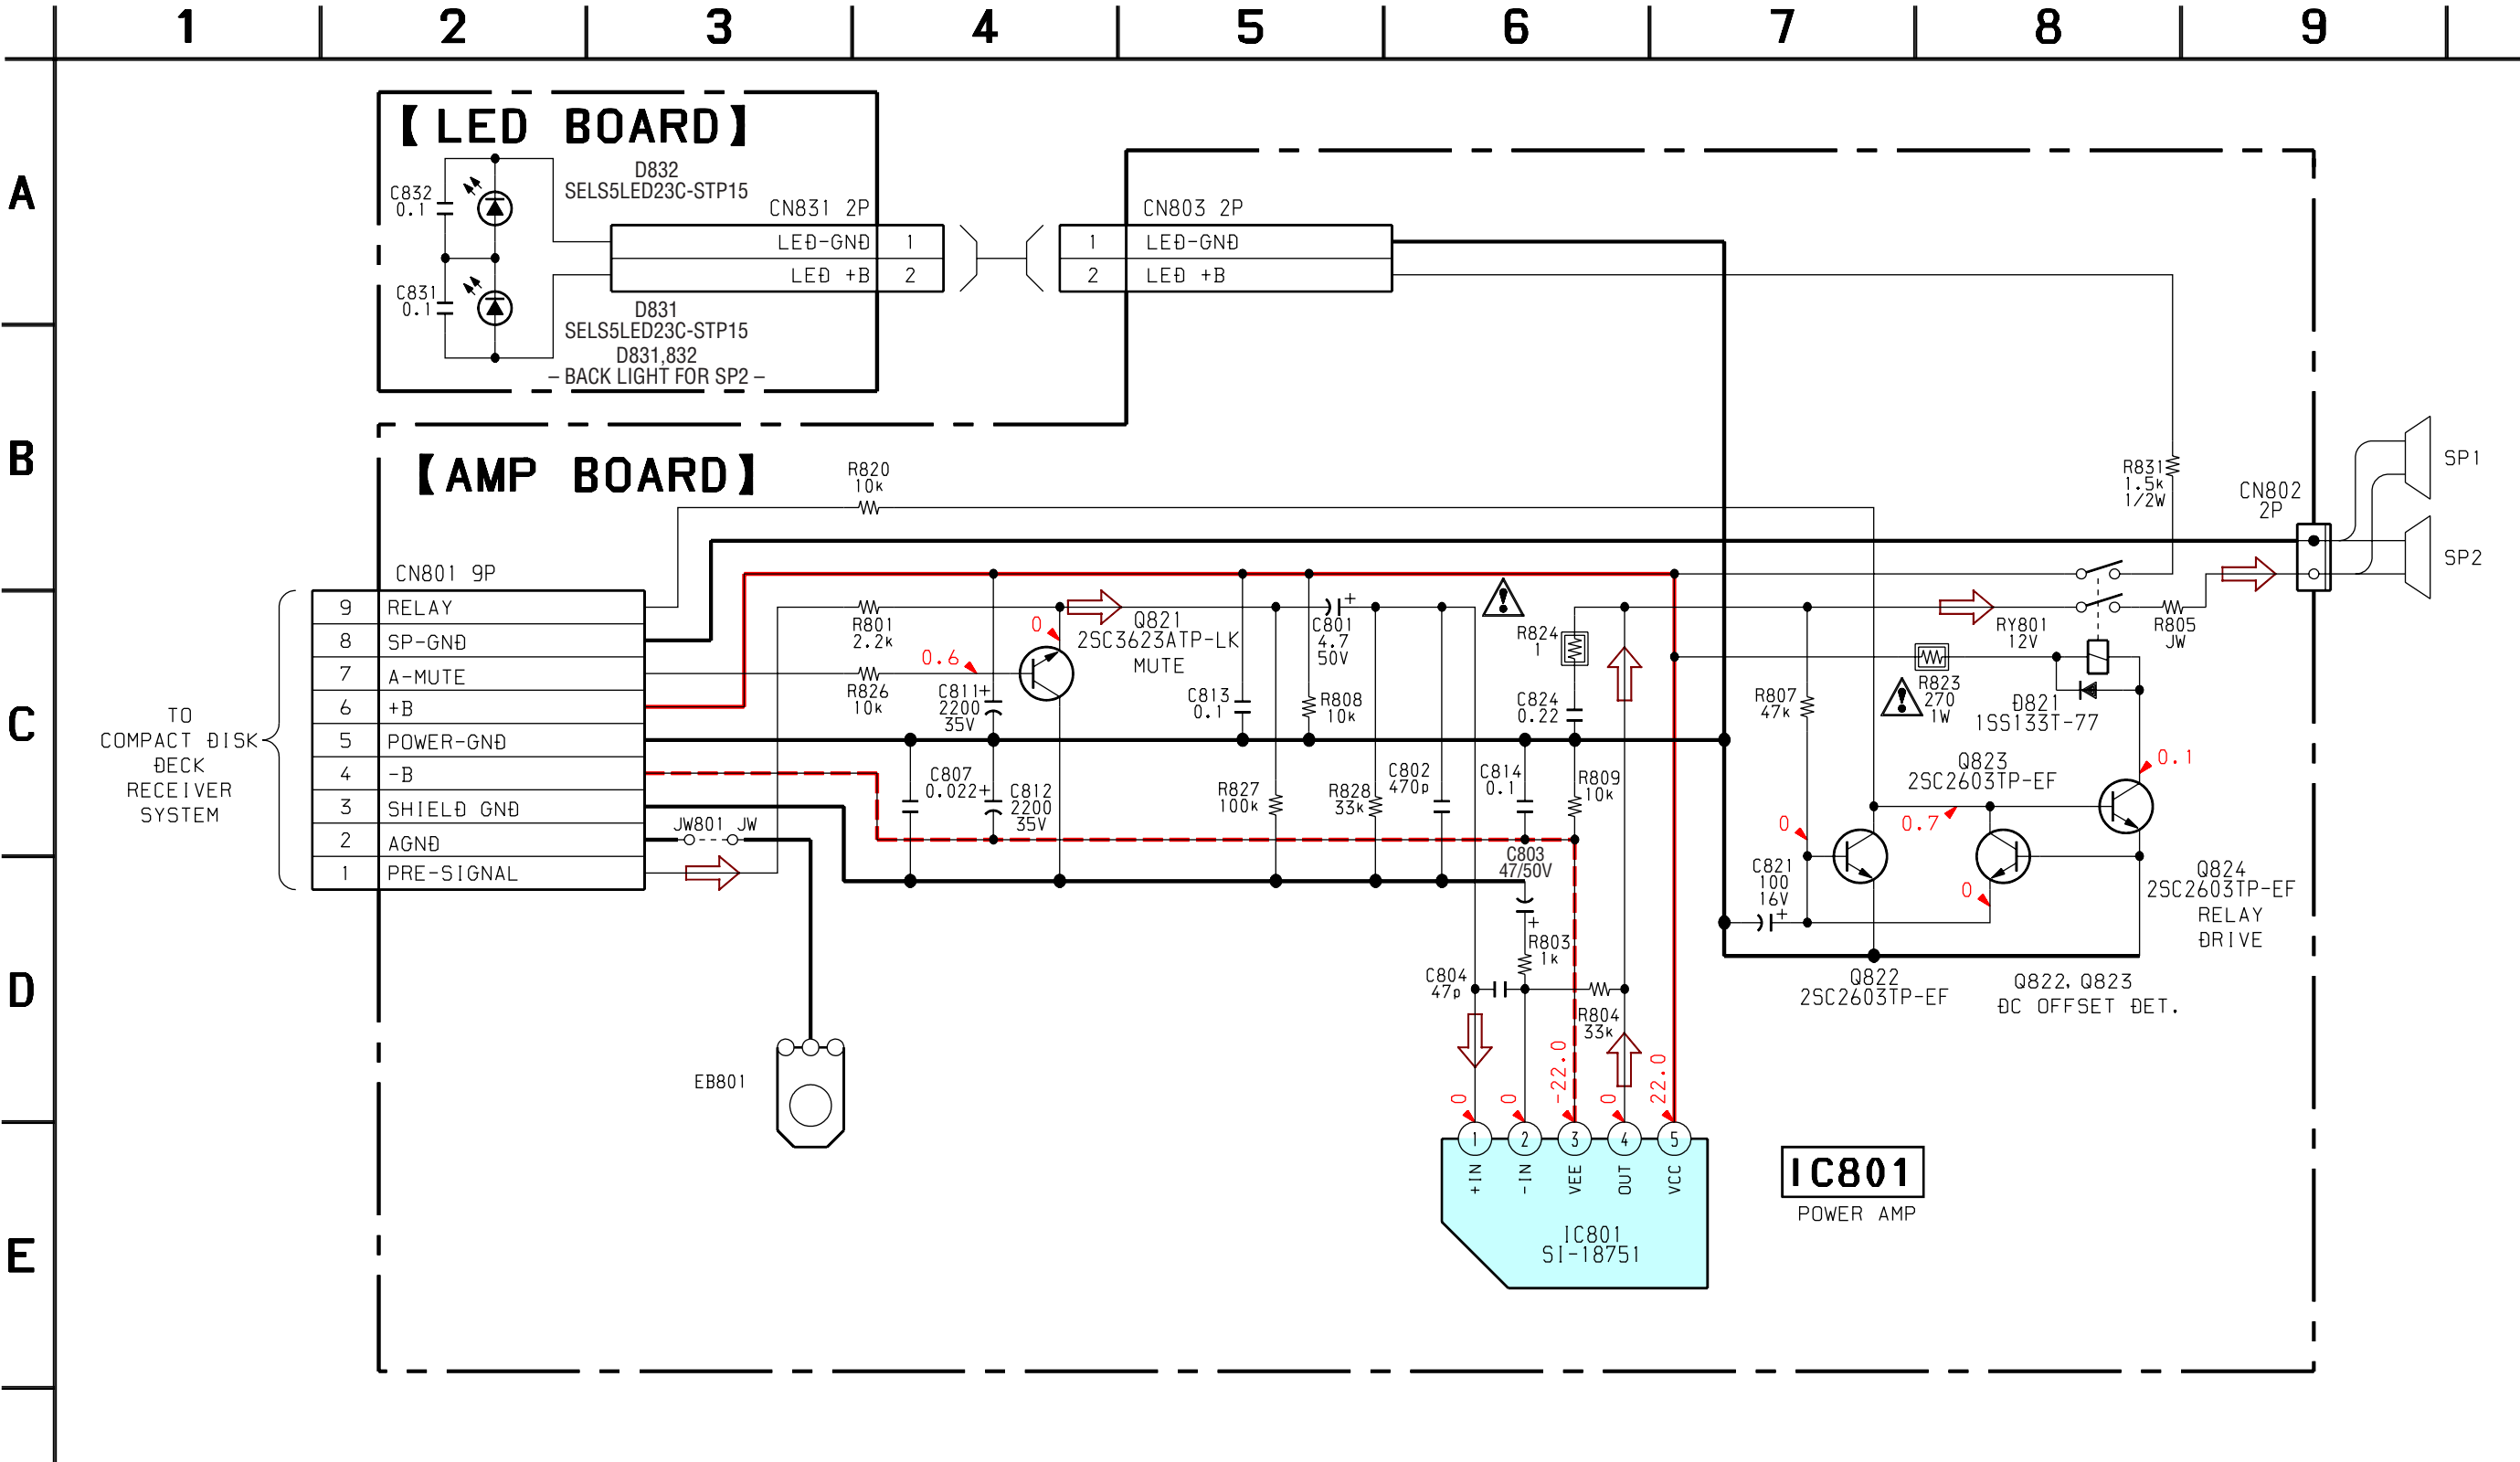 1 2 3 4 5 6 7 8 9
A
B
C
D
E
【LED BOARD】
D832
SELS5LED23C-STP15
C832
0.1
C831
0.1
D831
SELS5LED23C-STP15
D831,832
– BACK LIGHT FOR SP2 –
CN831 2P
LED-GND 1
LED +B 2
CN803 2P
1 LED-GND
2 LED +B
【AMP BOARD】
R820
10k
R831
1.5k
1/2W
CN802
2P
SP1
SP2
CN801 9P
9 RELAY
8 SP-GND
7 A-MUTE
6 +B
5 POWER-GND
4 -B
3 SHIELD GND
2 AGND
1 PRE-SIGNAL
TO
COMPACT DISK
DECK
RECEIVER
SYSTEM
R801
2.2k
R826
10k
0.6
0
Q821
2SC3623ATP-LK
MUTE
C811
+
2200
35V
C813
0.1
R808
10k
C801
+
4.7
50V
R824
1
C824
0.22
RY801
12V
R805
JW
R807
47k
R823
270
1W
D821
1SS133T-77
C807
0.022
+
C812
2200
35V
R827
100k
R828
33k
C802
470p
C814
0.1
R809
10k
JW801 JW
C803
47/50V
+
R803
1k
C804
47p
R804
33k
Q823
2SC2603TP-EF
0.1
0
0.7
0
C821
100
16V
+
Q824
2SC2603TP-EF
RELAY
DRIVE
Q822
2SC2603TP-EF
Q822, Q823
DC OFFSET DET.
EB801
0 0 -22.0 0 22.0
1 2 3 4 5
+IN -IN VEE OUT VCC
IC801
SI-18751
IC801
POWER AMP